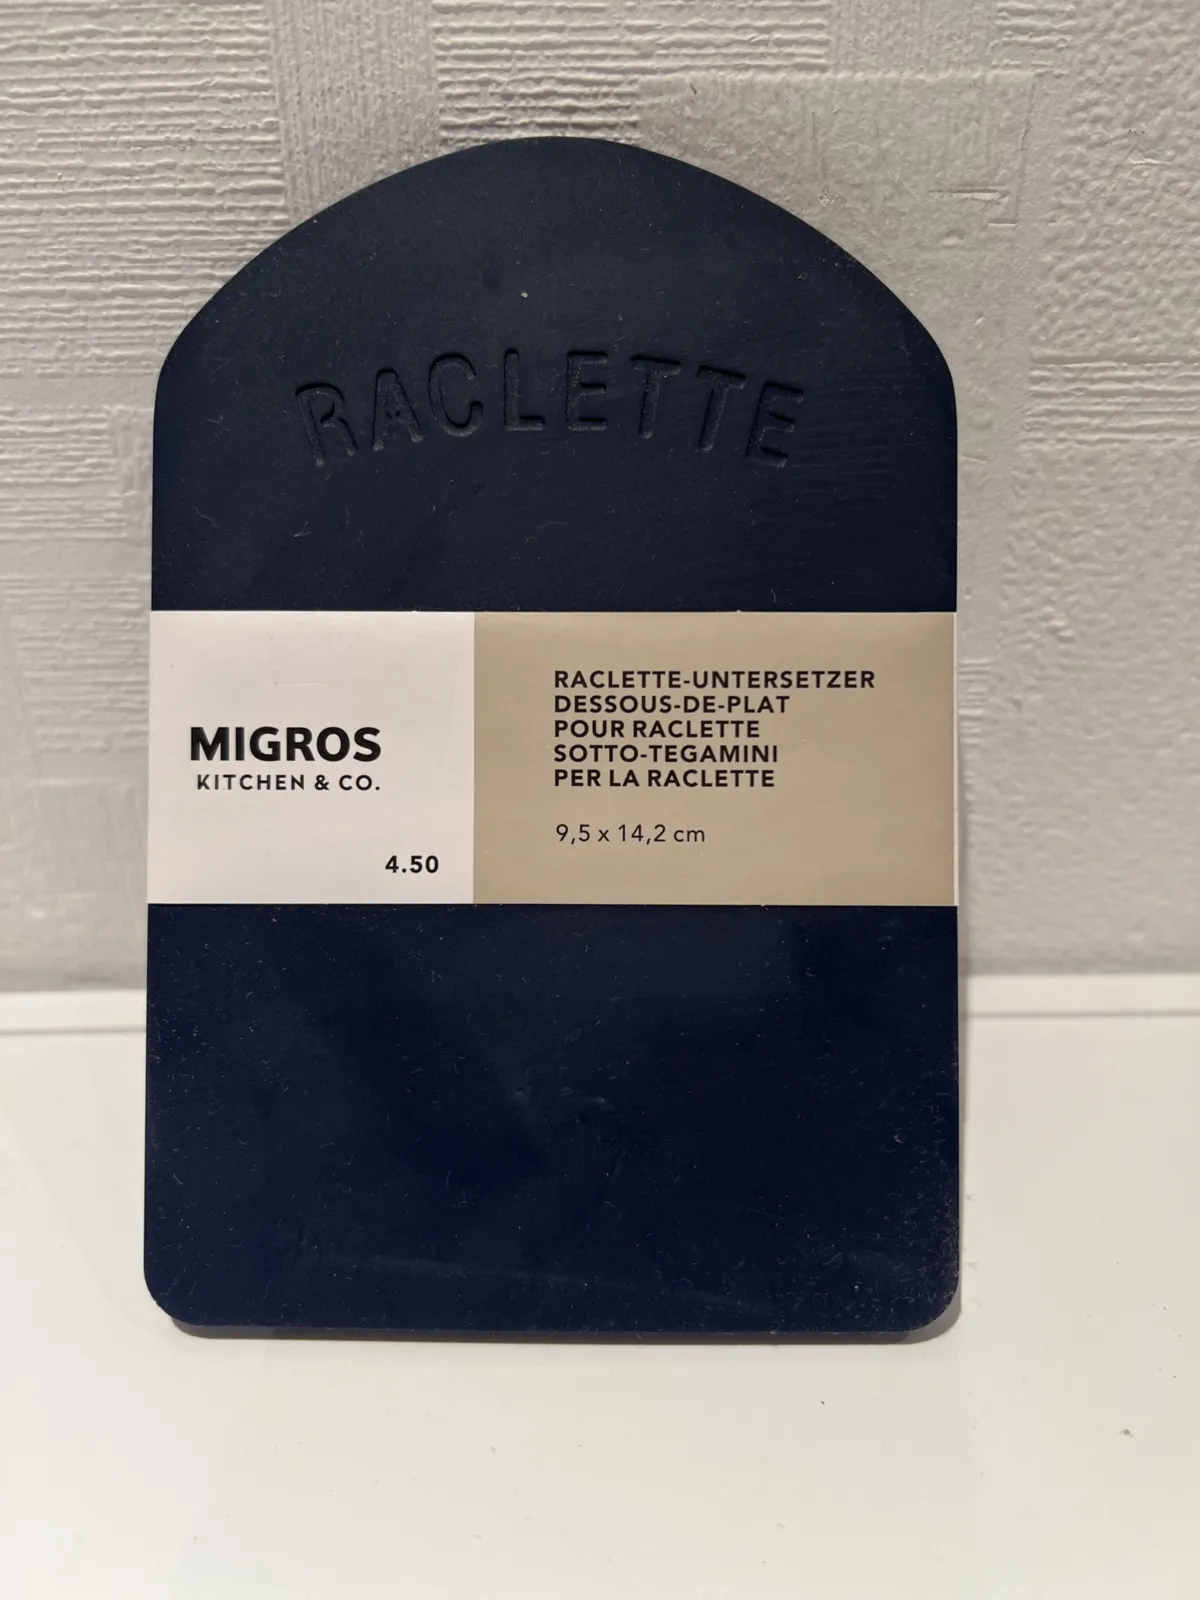 RACLETTE
MIGROS
KITCHEN & CO.
4.50
RACLETTE-UNTERSETZER
DESSOUS-DE-PLAT
POUR RACLETTE
SOTTO-TEGAMINI
PER LA RACLETTE
9,5 x 14,2 cm